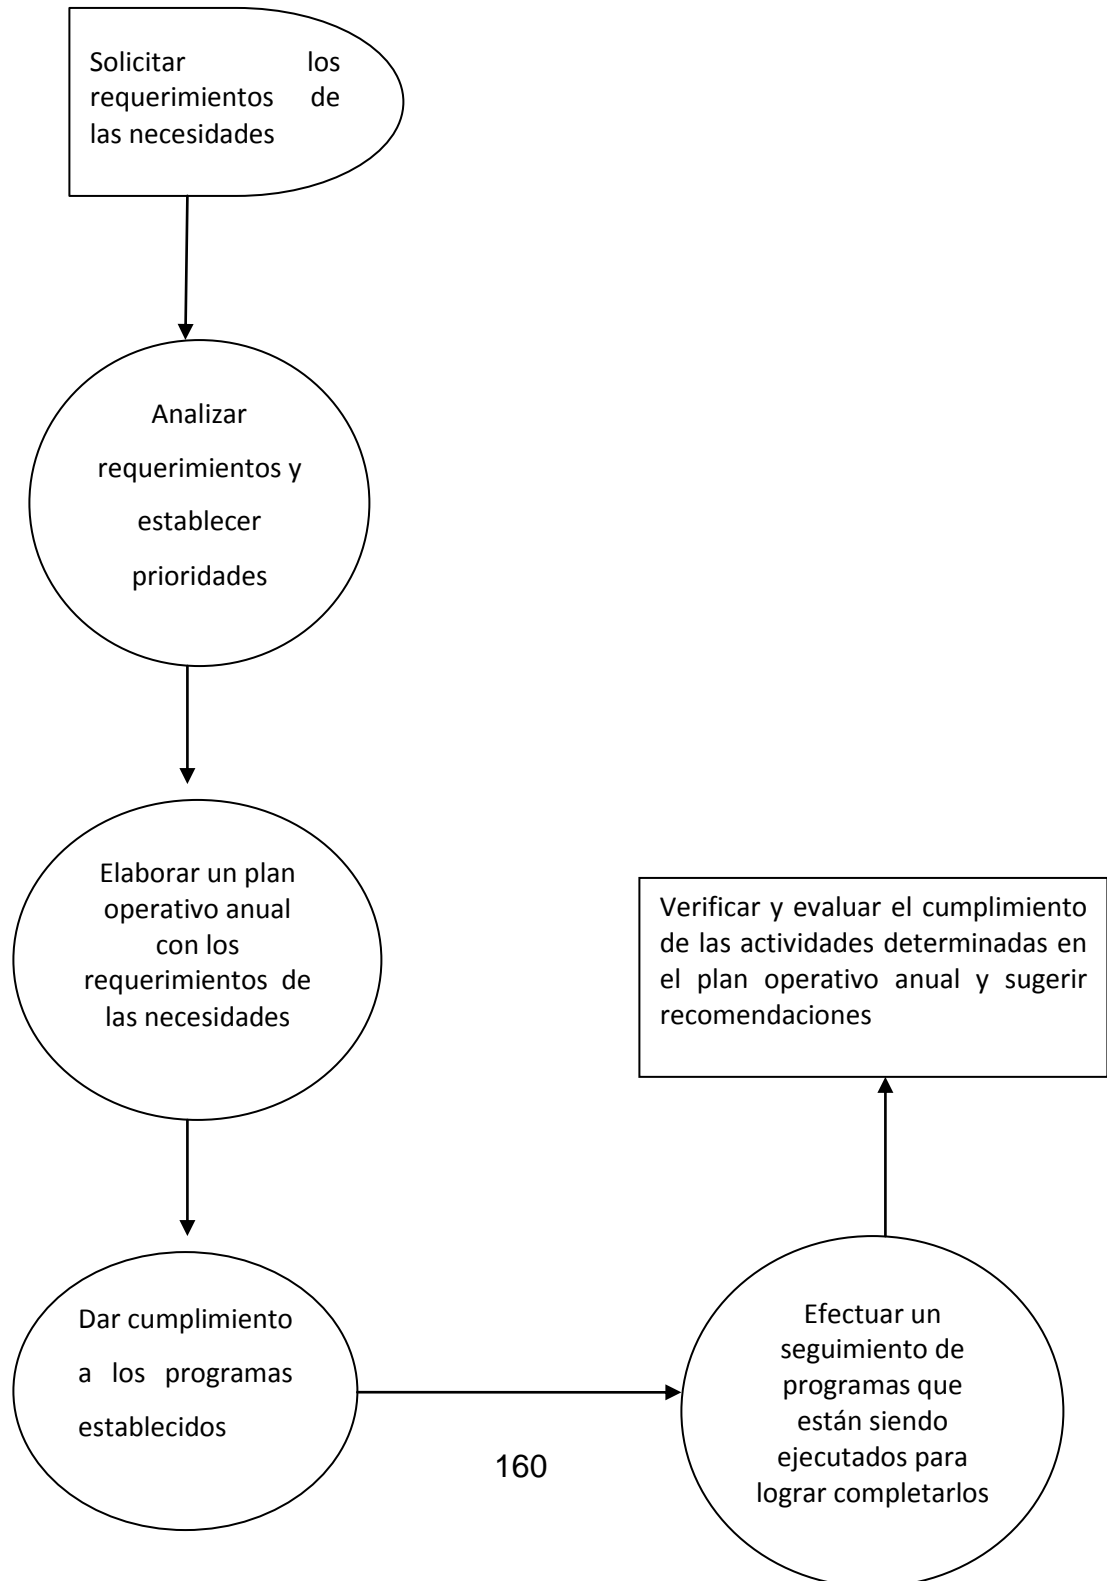 Solicitar los
requerimientos de
las necesidades
Analizar
requerimientos y
establecer
prioridades
Elaborar un plan
operativo anual
con los
requerimientos de
las necesidades
Verificar y evaluar el cumplimiento
de las actividades determinadas en
el plan operativo anual y sugerir
recomendaciones
Dar cumplimiento
a los programas
establecidos
Efectuar un
seguimiento de
programas que
están siendo
ejecutados para
lograr completarlos
160